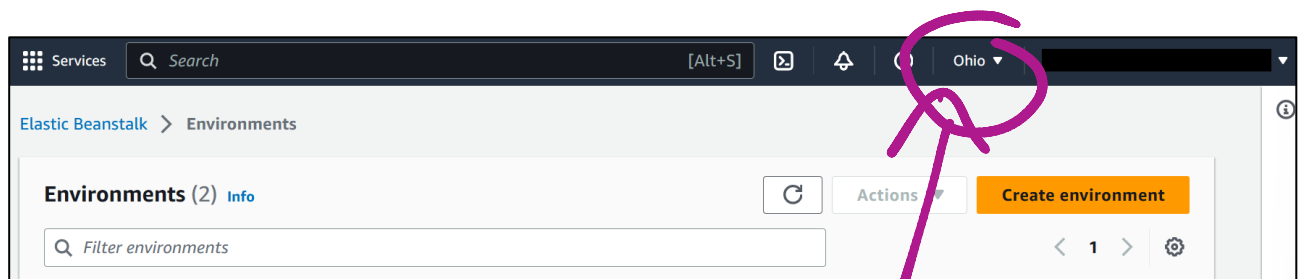 Services Search [Alt+S] Ohio
Elastic Beanstalk > Environments
Environments (2) Info Actions Create environment
Filter environments 1